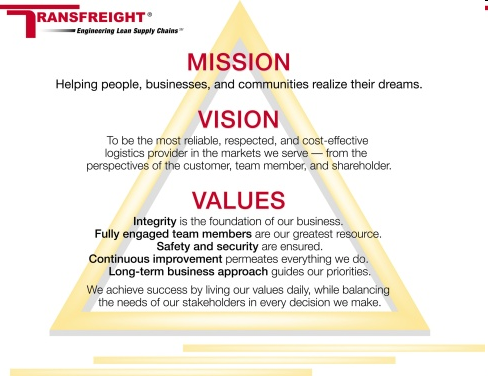 TRANSFREIGHT®
Engineering Lean Supply Chains℠
MISSION
Helping people, businesses, and communities realize their dreams.
VISION
To be the most reliable, respected, and cost-effective
logistics provider in the markets we serve — from the
perspectives of the customer, team member, and shareholder.
VALUES
Integrity is the foundation of our business.
Fully engaged team members are our greatest resource.
Safety and security are ensured.
Continuous improvement permeates everything we do.
Long-term business approach guides our priorities.
We achieve success by living our values daily, while balancing
the needs of our stakeholders in every decision we make.